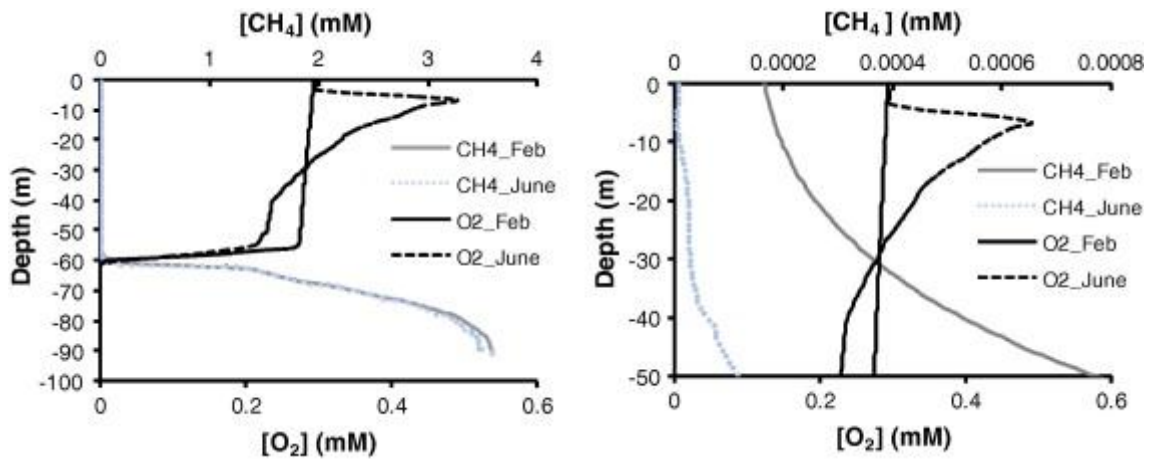 [CH₄] (mM)
0 1 2 3 4
0
-10
-20
-30
-40
-50
-60
-70
-80
-90
-100
Depth (m)
CH4_Feb
CH4_June
O2_Feb
O2_June
0 0.2 0.4 0.6
[O₂] (mM)
[CH₄] (mM)
0 0.0002 0.0004 0.0006 0.0008
0
-10
-20
-30
-40
-50
Depth (m)
CH4_Feb
CH4_June
O2_Feb
O2_June
0 0.2 0.4 0.6
[O₂] (mM)